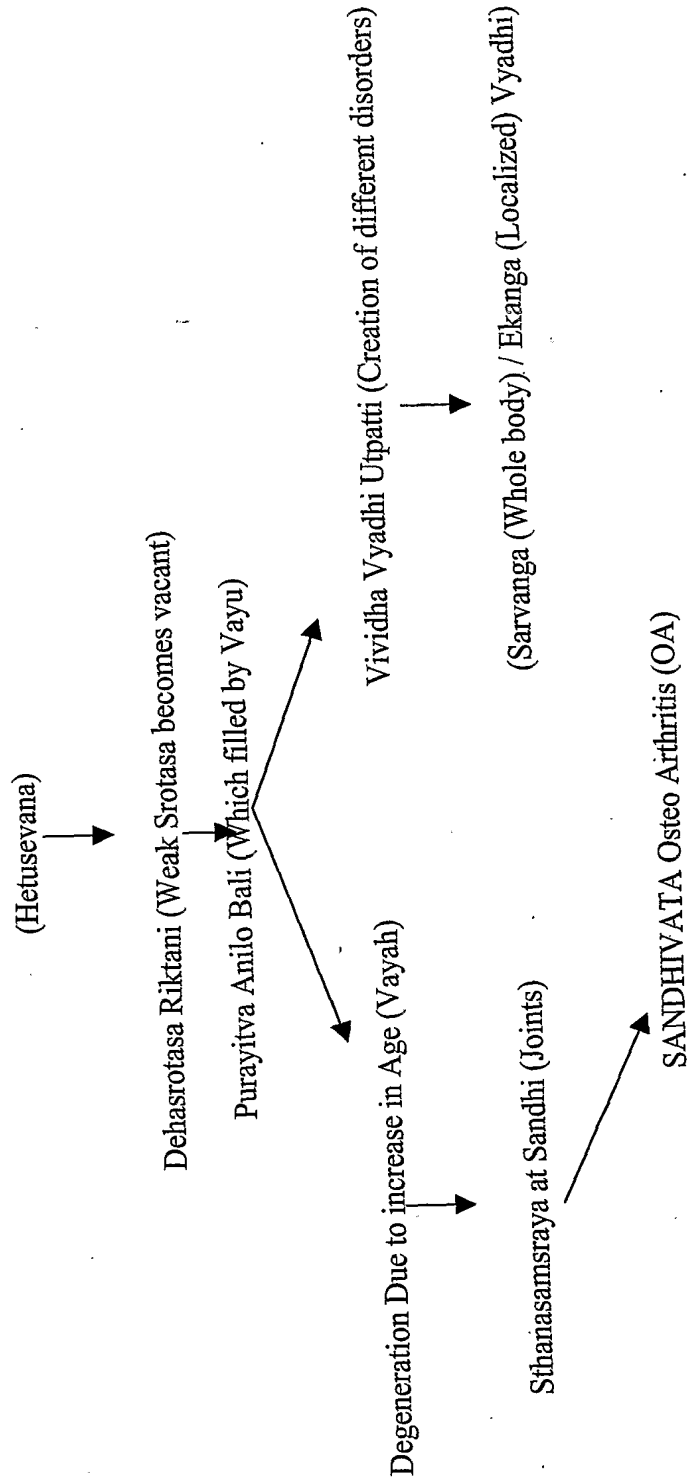 (Hetusevana)
Dehasrotasa Riktani (Weak Srotasa becomes vacant)
Purayitva Anilo Bali (Which filled by Vayu)
Degeneration Due to increase in Age (Vayah)
Vividha Vyadhi Utpatti (Creation of different disorders)
Sthanasamsraya at Sandhi (Joints)
(Sarvanga (Whole body) / Ekanga (Localized) Vyadhi)
SANDHIVATA Osteo Airthritis (OA)